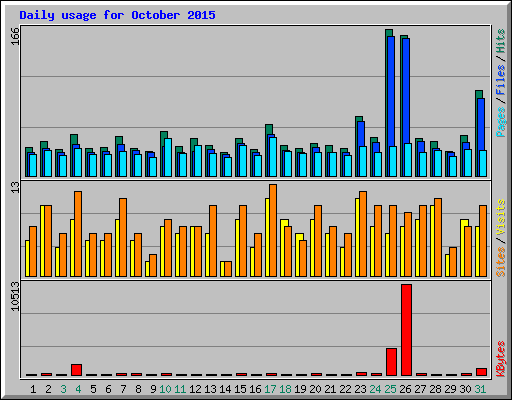 Daily usage for October 2015
166
Pages / Files / Hits
13
Sites / Visits
10513
KBytes
1 2 3 4 5 6 7 8 9 10 11 12 13 14 15 16 17 18 19 20 21 22 23 24 25 26 27 28 29 30 31